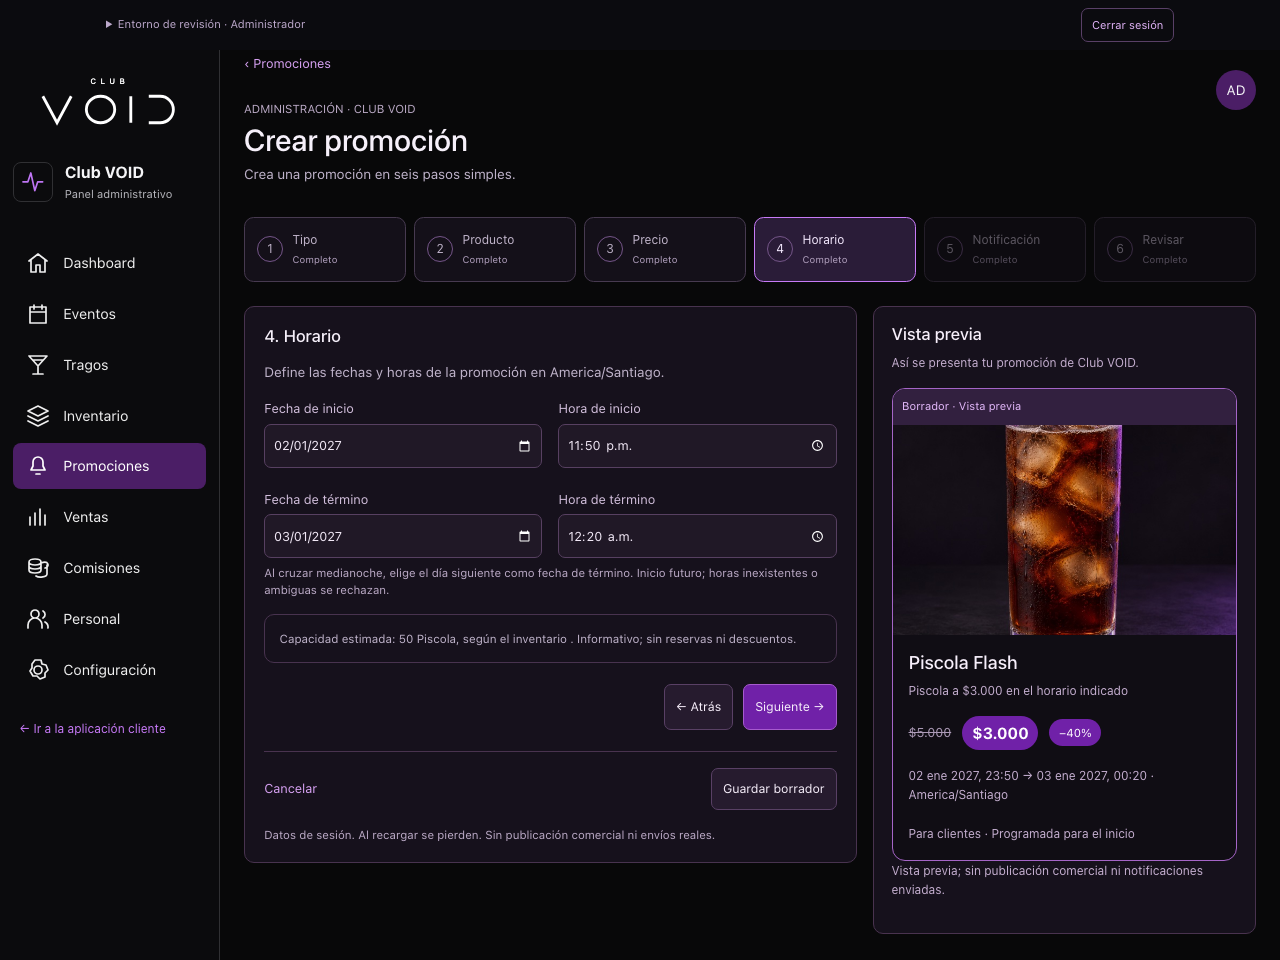 Entorno de revisión · Administrador
Cerrar sesión
CLUB
VOID
Club VOID
Panel administrativo
Dashboard
Eventos
Tragos
Inventario
Promociones
Ventas
Comisiones
Personal
Configuración
← Ir a la aplicación cliente
‹ Promociones
AD
ADMINISTRACIÓN · CLUB VOID
Crear promoción
Crea una promoción en seis pasos simples.
1 Tipo
Completo
2 Producto
Completo
3 Precio
Completo
4 Horario
Completo
5 Notificación
Completo
6 Revisar
Completo
4. Horario
Define las fechas y horas de la promoción en America/Santiago.
Fecha de inicio
Hora de inicio
02/01/2027
11:50 p.m.
Fecha de término
Hora de término
03/01/2027
12:20 a.m.
Al cruzar medianoche, elige el día siguiente como fecha de término. Inicio futuro; horas inexistentes o
ambiguas se rechazan.
Capacidad estimada: 50 Piscola, según el inventario . Informativo; sin reservas ni descuentos.
← Atrás
Siguiente →
Cancelar
Guardar borrador
Datos de sesión. Al recargar se pierden. Sin publicación comercial ni envíos reales.
Vista previa
Así se presenta tu promoción de Club VOID.
Borrador · Vista previa
Piscola Flash
Piscola a $3.000 en el horario indicado
$5.000 $3.000 −40%
02 ene 2027, 23:50 → 03 ene 2027, 00:20 ·
America/Santiago
Para clientes · Programada para el inicio
Vista previa; sin publicación comercial ni notificaciones
enviadas.